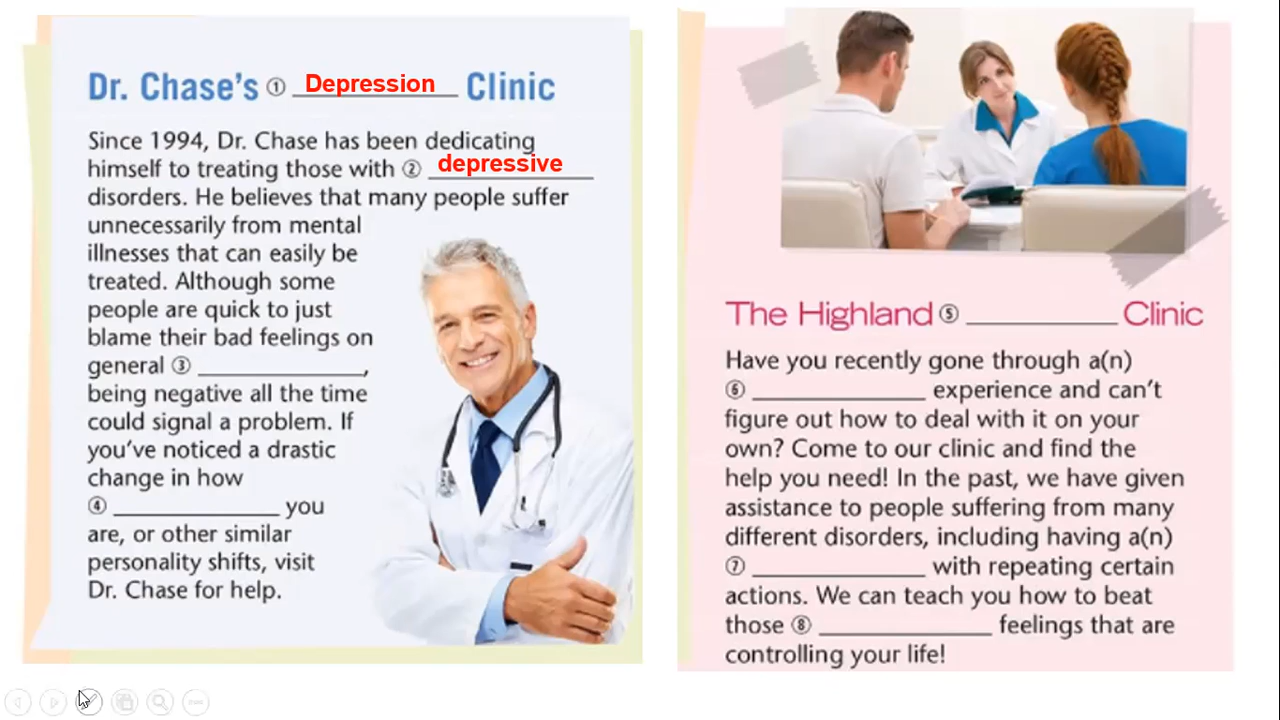 Dr. Chase's ① Depression Clinic
Since 1994, Dr. Chase has been dedicating
himself to treating those with ② depressive
disorders. He believes that many people suffer
unnecessarily from mental
illnesses that can easily be
treated. Although some
people are quick to just
blame their bad feelings on
general ③ ____________,
being negative all the time
could signal a problem. If
you've noticed a drastic
change in how
④ ____________ you
are, or other similar
personality shifts, visit
Dr. Chase for help.
The Highland ⑤ ____________ Clinic
Have you recently gone through a(n)
⑥ ____________ experience and can't
figure out how to deal with it on your
own? Come to our clinic and find the
help you need! In the past, we have given
assistance to people suffering from many
different disorders, including having a(n)
⑦ ____________ with repeating certain
actions. We can teach you how to beat
those ⑧ ____________ feelings that are
controlling your life!